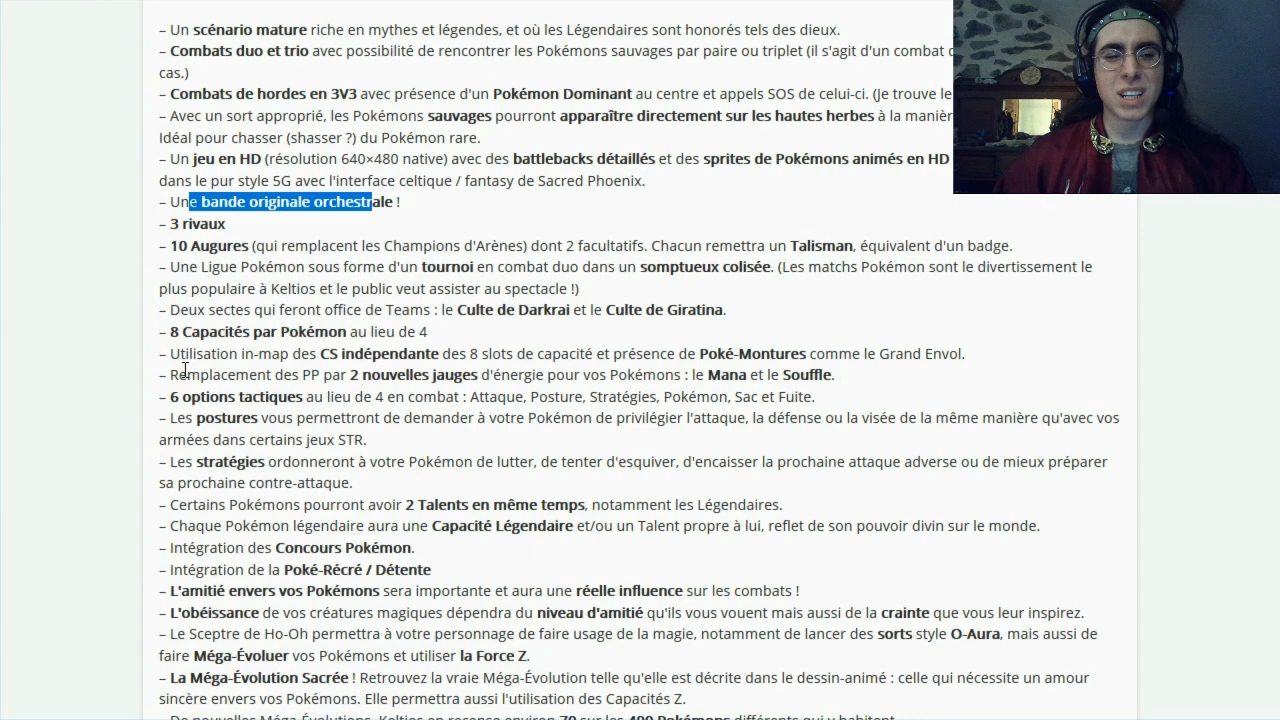 – Un scénario mature riche en mythes et légendes, et où les Légendaires sont honorés tels des dieux.
– Combats duo et trio avec possibilité de rencontrer les Pokémons sauvages par paire ou triplet (il s'agit d'un combat
cas.)
– Combats de hordes en 3V3 avec présence d'un Pokémon Dominant au centre et appels SOS de celui-ci. (Je trouve le
– Avec un sort approprié, les Pokémons sauvages pourront apparaître directement sur les hautes herbes à la manièr
Idéal pour chasser (shasser ?) du Pokémon rare.
– Un jeu en HD (résolution 640×480 native) avec des battlebacks détaillés et des sprites de Pokémons animés en HD
dans le pur style 5G avec l'interface celtique / fantasy de Sacred Phoenix.
– Une bande originale orchestrale !
– 3 rivaux
– 10 Augures (qui remplacent les Champions d'Arènes) dont 2 facultatifs. Chacun remettra un Talisman, équivalent d'un badge.
– Une Ligue Pokémon sous forme d'un tournoi en combat duo dans un somptueux colisée. (Les matchs Pokémon sont le divertissement le
plus populaire à Keltios et le public veut assister au spectacle !)
– Deux sectes qui feront office de Teams : le Culte de Darkrai et le Culte de Giratina.
– 8 Capacités par Pokémon au lieu de 4
– Utilisation in-map des CS indépendante des 8 slots de capacité et présence de Poké-Montures comme le Grand Envol.
– Remplacement des PP par 2 nouvelles jauges d'énergie pour vos Pokémons : le Mana et le Souffle.
– 6 options tactiques au lieu de 4 en combat : Attaque, Posture, Stratégies, Pokémon, Sac et Fuite.
– Les postures vous permettront de demander à votre Pokémon de privilégier l'attaque, la défense ou la visée de la même manière qu'avec vos
armées dans certains jeux STR.
– Les stratégies ordonneront à votre Pokémon de lutter, de tenter d'esquiver, d'encaisser la prochaine attaque adverse ou de mieux préparer
sa prochaine contre-attaque.
– Certains Pokémons pourront avoir 2 Talents en même temps, notamment les Légendaires.
– Chaque Pokémon légendaire aura une Capacité Légendaire et/ou un Talent propre à lui, reflet de son pouvoir divin sur le monde.
– Intégration des Concours Pokémon.
– Intégration de la Poké-Récré / Détente
– L'amitié envers vos Pokémons sera importante et aura une réelle influence sur les combats !
– L'obéissance de vos créatures magiques dépendra du niveau d'amitié qu'ils vous vouent mais aussi de la crainte que vous leur inspirez.
– Le Sceptre de Ho-Oh permettra à votre personnage de faire usage de la magie, notamment de lancer des sorts style O-Aura, mais aussi de
faire Méga-Évoluer vos Pokémons et utiliser la Force Z.
– La Méga-Évolution Sacrée ! Retrouvez la vraie Méga-Évolution telle qu'elle est décrite dans le dessin-animé : celle qui nécessite un amour
sincère envers vos Pokémons. Elle permettra aussi l'utilisation des Capacités Z.
– De nouvelles Méga-Évolutions. Keltios en recense environ 70 sur les 400 Pokémons différents qui y habitent.